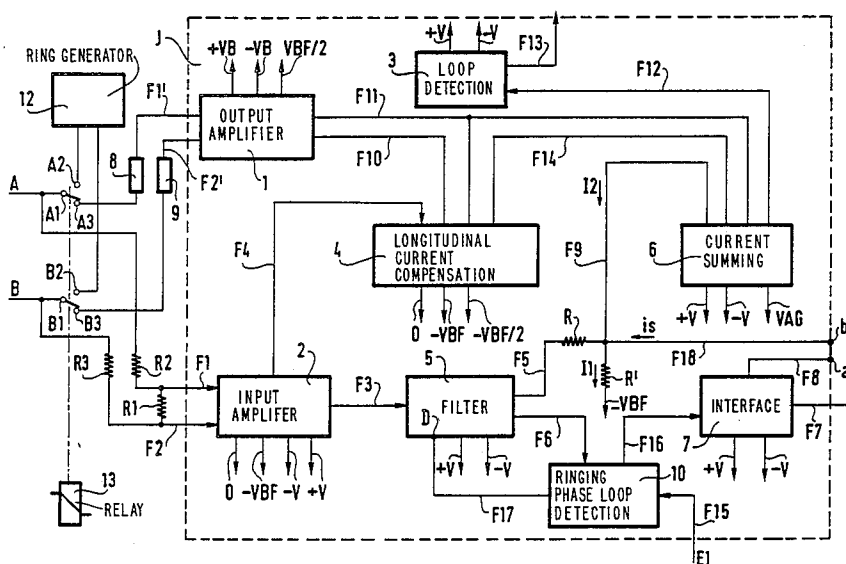 J
+VB -VB VBF/2
+V -V
F13
RING GENERATOR
12
F1'
3
LOOP
DETECTION
F12
OUTPUT
AMPLIFIER
1
F11
F10
F14
A2
8
9
F2'
A
A1
A3
I2
F4
4
LONGITUDINAL
CURRENT
COMPENSATION
F9
6
CURRENT
SUMMING
B2
B
B1
B3
0 -VBF -VBF/2
+V -V VAG
R
is
b
R3
R2
F1
2
5
F5
I1
R'
F18
F8
a
R1
INPUT
AMPLIFER
F3
FILTER
D
-VBF
INTERFACE
7
F7
F2
F6
F16
0 -VBF -V +V
+V -V
+V -V
13
RELAY
RINGING
PHASE LOOP
DETECTION
10
F17
F15
E1